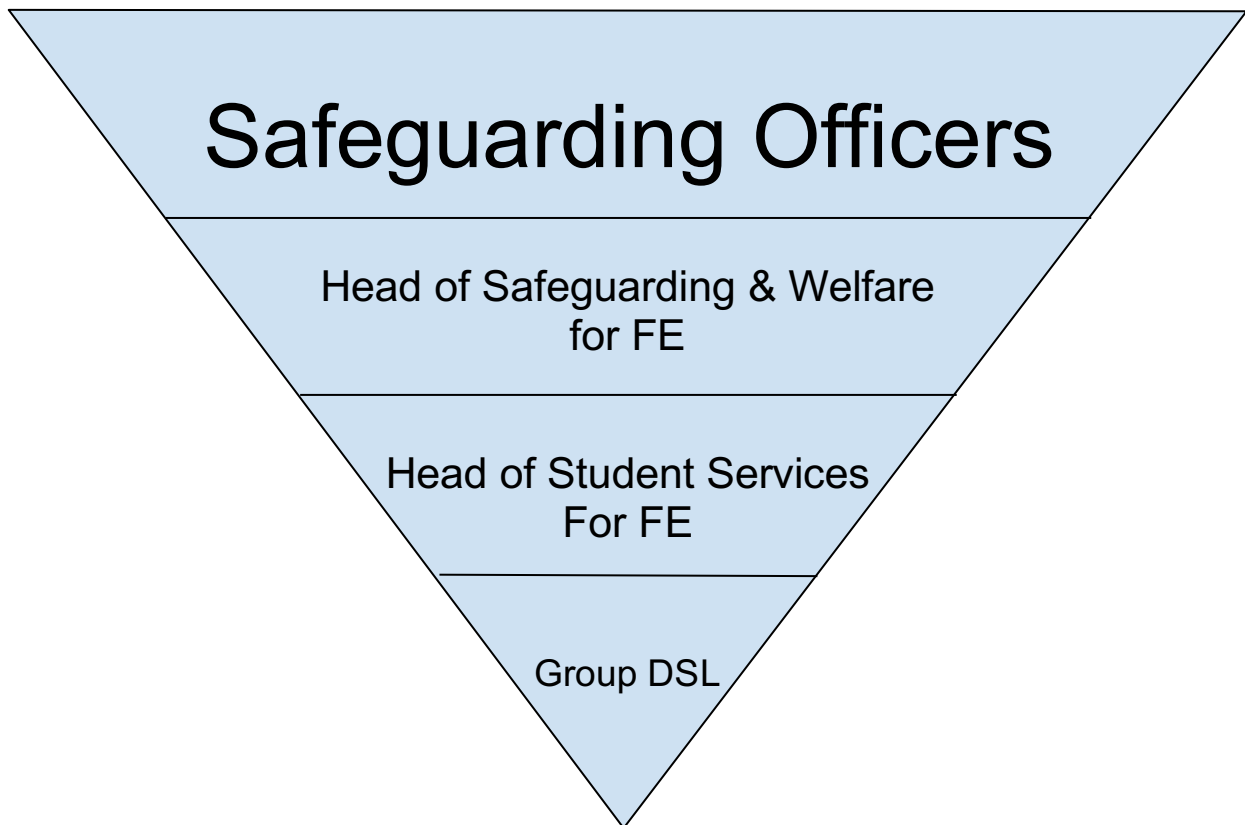 Safeguarding Officers
Head of Safeguarding & Welfare
for FE
Head of Student Services
For FE
Group DSL